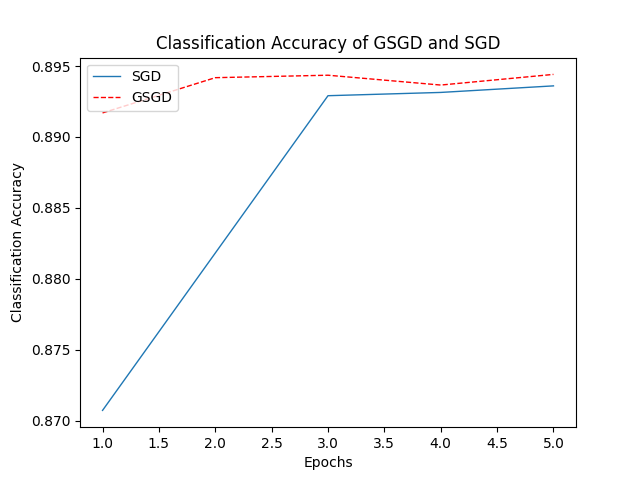 Classification Accuracy of GSGD and SGD
SGD
GSGD
Classification Accuracy
0.895
0.890
0.885
0.880
0.875
0.870
1.0 1.5 2.0 2.5 3.0 3.5 4.0 4.5 5.0
Epochs